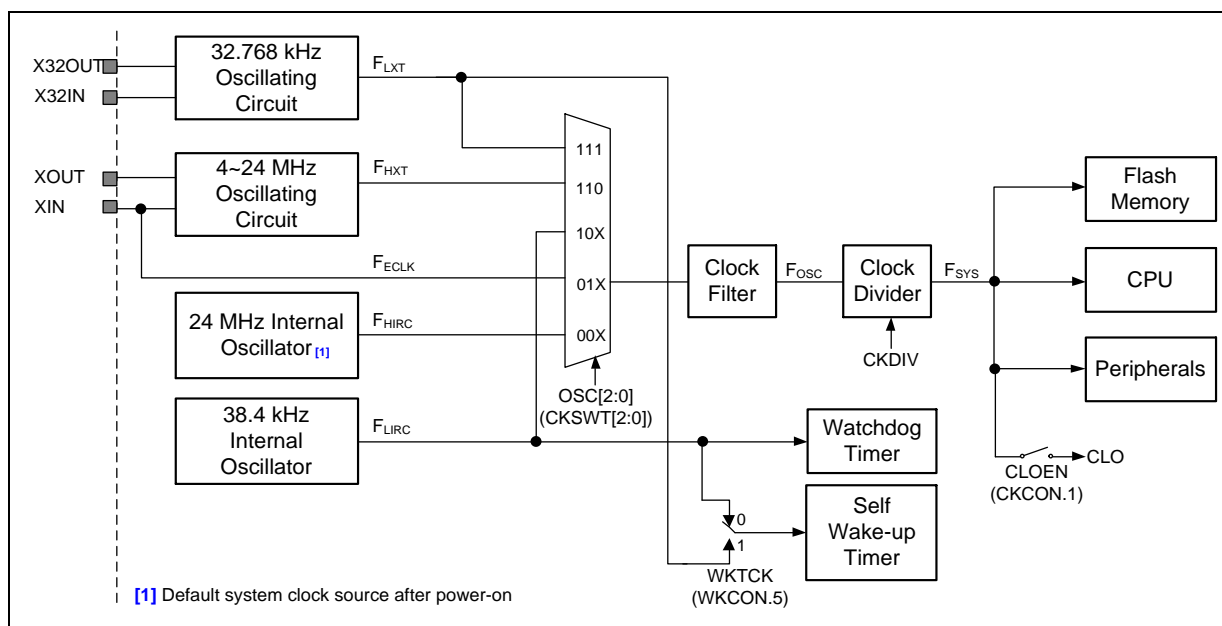 X32OUT
X32IN
32.768 kHz
Oscillating
Circuit
FLXT
XOUT
XIN
4~24 MHz
Oscillating
Circuit
FHXT
FECLK
24 MHz Internal
Oscillator [1]
FHIRC
38.4 kHz
Internal
Oscillator
FLIRC
111
110
10X
01X
00X
OSC[2:0]
(CKSWT[2:0])
Clock
Filter
FOSC
Clock
Divider
CKDIV
FSYS
Flash
Memory
CPU
Peripherals
CLO
CLOEN
(CKCON.1)
Watchdog
Timer
Self
Wake-up
Timer
0
1
WKTCK
(WKCON.5)
[1] Default system clock source after power-on